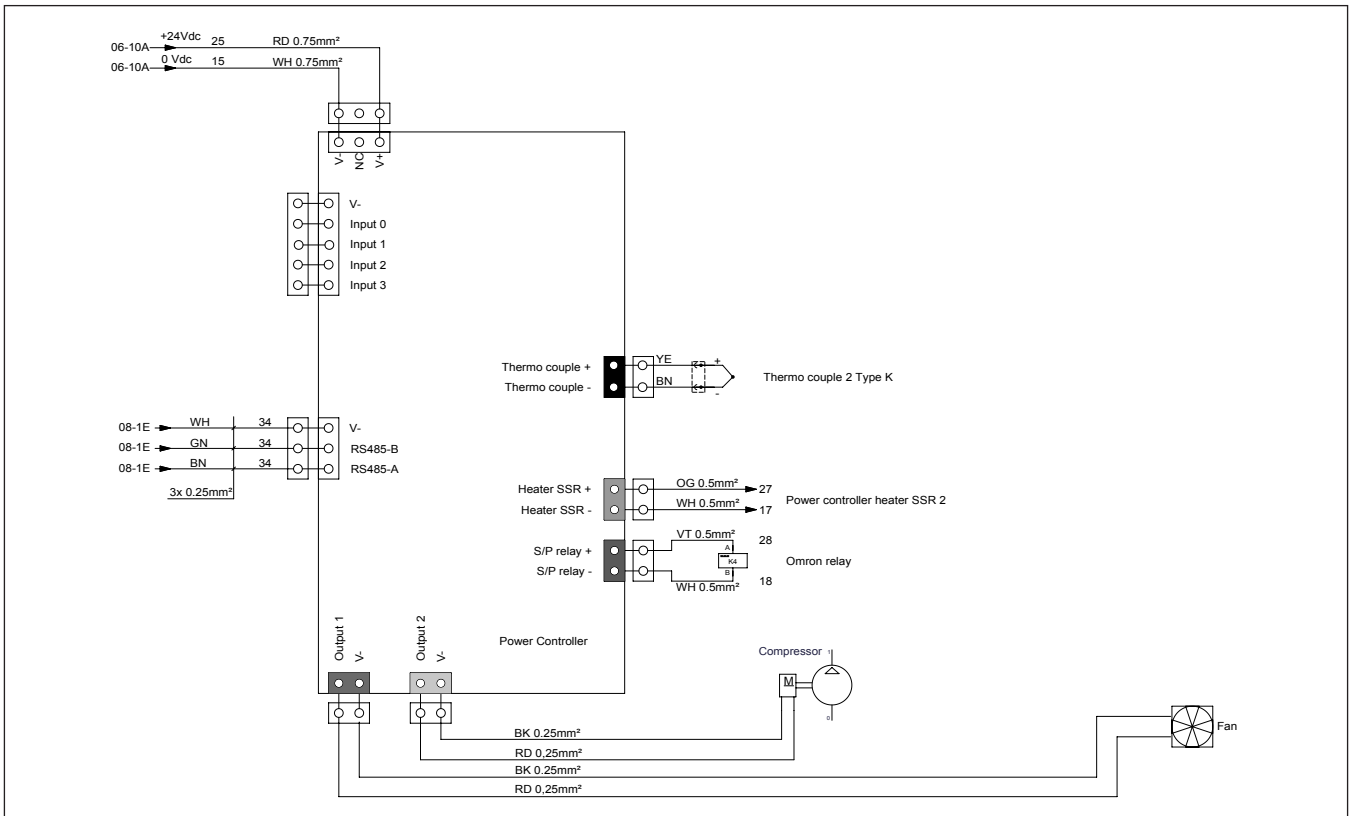 +24Vdc
06-10A 25 RD 0.75mm²
0 Vdc
06-10A 15 WH 0.75mm²
V- NC V+
V-
Input 0
Input 1
Input 2
Input 3
Thermo couple + YE +
Thermo couple 2 Type K
Thermo couple - BN -
08-1E WH 34 V-
08-1E GN 34 RS485-B
08-1E BN 34 RS485-A
3x 0.25mm²
Heater SSR + OG 0.5mm² 27
Power controller heater SSR 2
Heater SSR - WH 0.5mm² 17
VT 0.5mm² 28
S/P relay + A
K4 Omron relay
S/P relay - B
WH 0.5mm² 18
Output 1 V- Output 2 V-
Power Controller
Compressor 1
M
0
Fan
BK 0.25mm²
RD 0,25mm²
BK 0.25mm²
RD 0,25mm²